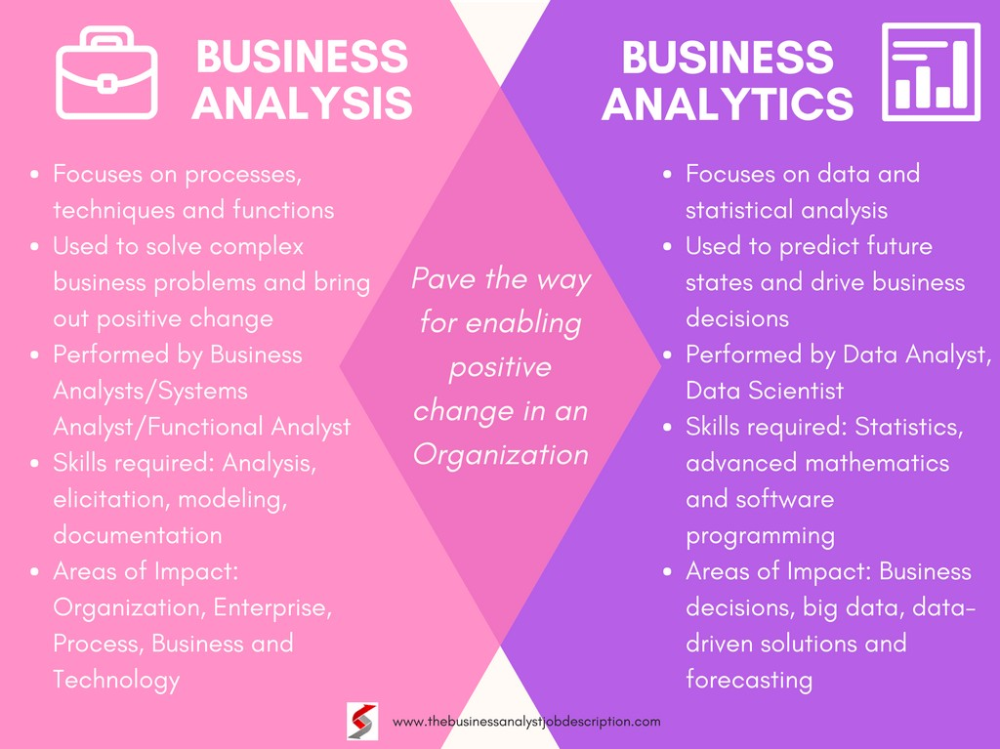 BUSINESS
ANALYSIS
• Focuses on processes,
techniques and functions
• Used to solve complex
business problems and bring
out positive change
• Performed by Business
Analysts/Systems
Analyst/Functional Analyst
• Skills required: Analysis,
elicitation, modeling,
documentation
• Areas of Impact:
Organization, Enterprise,
Process, Business and
Technology
Pave the way
for enabling
positive
change in an
Organization
BUSINESS
ANALYTICS
• Focuses on data and
statistical analysis
• Used to predict future
states and drive business
decisions
• Performed by Data Analyst,
Data Scientist
• Skills required: Statistics,
advanced mathematics
and software
programming
• Areas of Impact: Business
decisions, big data, data-
driven solutions and
forecasting
www.thebusinessanalystjobdescription.com